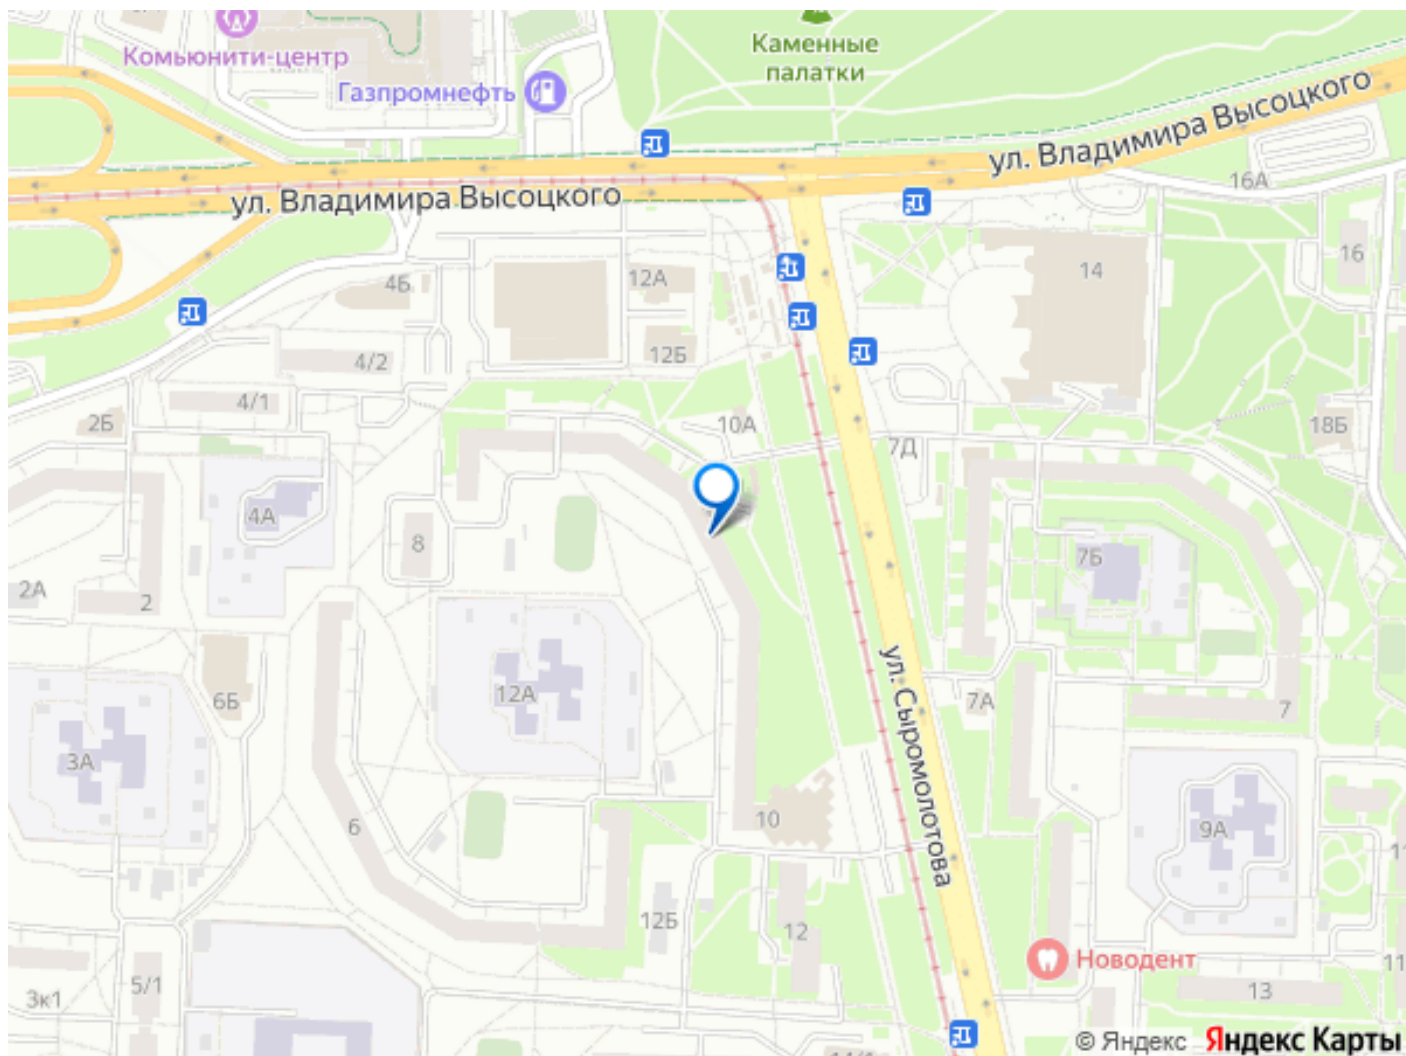 Комьюнити-центр
Газпромнефть
Каменные
палатки
ул. Владимира Высоцкого
ул. Владимира Высоцкого
16А
16
14
4Б
12А
12Б
4/2
4/1
2Б
10А
7Д
18Б
4А
8
7Б
2А
2
12А
6Б
3А
6
7А
7
ул. Сыромолотова
10
9А
12Б
12
Новодент
5/1
3к1
13
11
© Яндекс Яндекс Карты